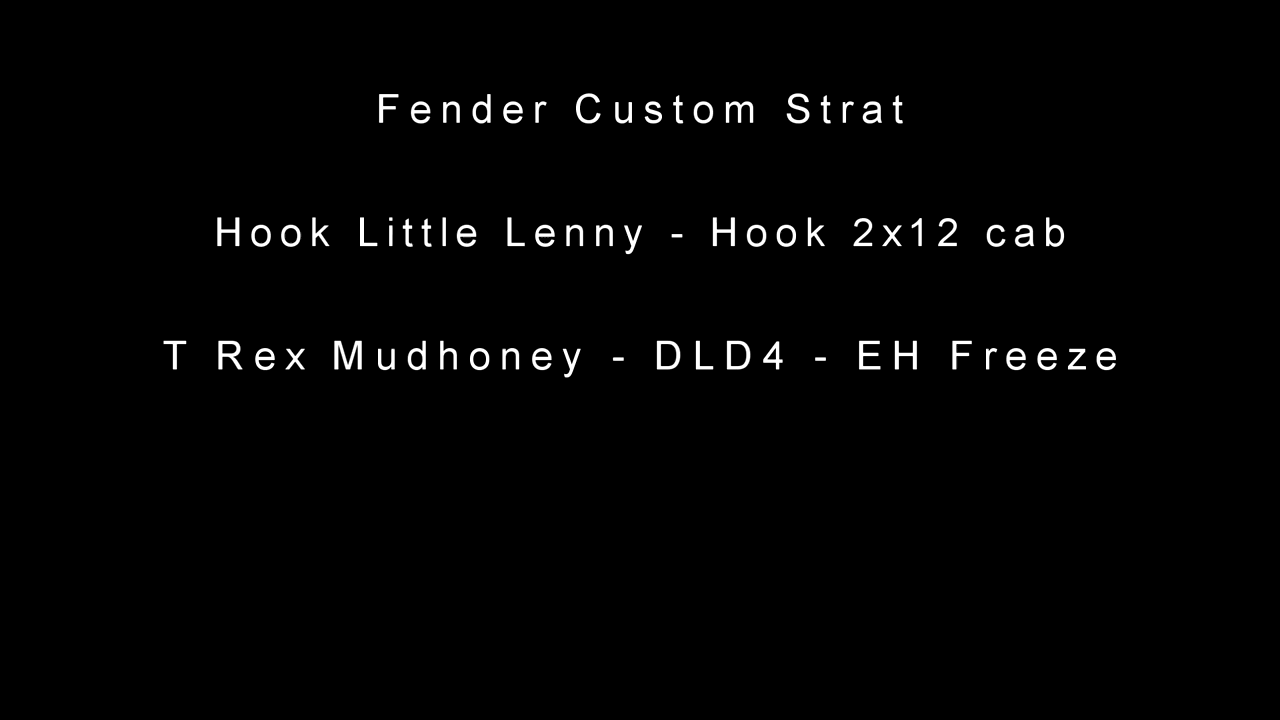 Fender Custom Strat
Hook Little Lenny - Hook 2x12 cab
T Rex Mudhoney - DLD4 - EH Freeze